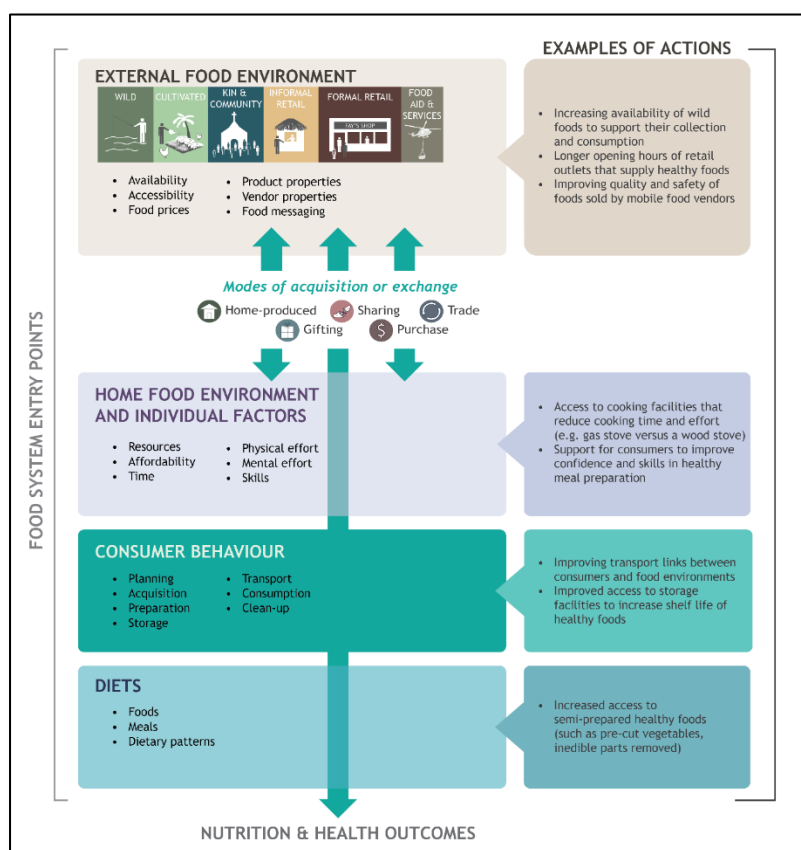 EXAMPLES OF ACTIONS
EXTERNAL FOOD ENVIRONMENT
WILD
CULTIVATED
KIN &
COMMUNITY
INFORMAL
RETAIL
FORMAL RETAIL
FOOD
AID &
SERVICES
FAY'S SHOP
• Availability
• Accessibility
• Food prices
• Product properties
• Vendor properties
• Food messaging
• Increasing availability of wild
foods to support their collection
and consumption
• Longer opening hours of retail
outlets that supply healthy foods
• Improving quality and safety of
foods sold by mobile food vendors
Modes of acquisition or exchange
Home-produced
Sharing
Trade
Gifting
$
Purchase
FOOD SYSTEM ENTRY POINTS
HOME FOOD ENVIRONMENT
AND INDIVIDUAL FACTORS
• Resources
• Affordability
• Time
• Physical effort
• Mental effort
• Skills
• Access to cooking facilities that
reduce cooking time and effort
(e.g. gas stove versus a wood stove)
• Support for consumers to improve
confidence and skills in healthy
meal preparation
CONSUMER BEHAVIOUR
• Planning
• Acquisition
• Preparation
• Storage
• Transport
• Consumption
• Clean-up
• Improving transport links between
consumers and food environments
• Improved access to storage
facilities to increase shelf life of
healthy foods
DIETS
• Foods
• Meals
• Dietary patterns
• Increased access to
semi-prepared healthy foods
(such as pre-cut vegetables,
inedible parts removed)
NUTRITION & HEALTH OUTCOMES